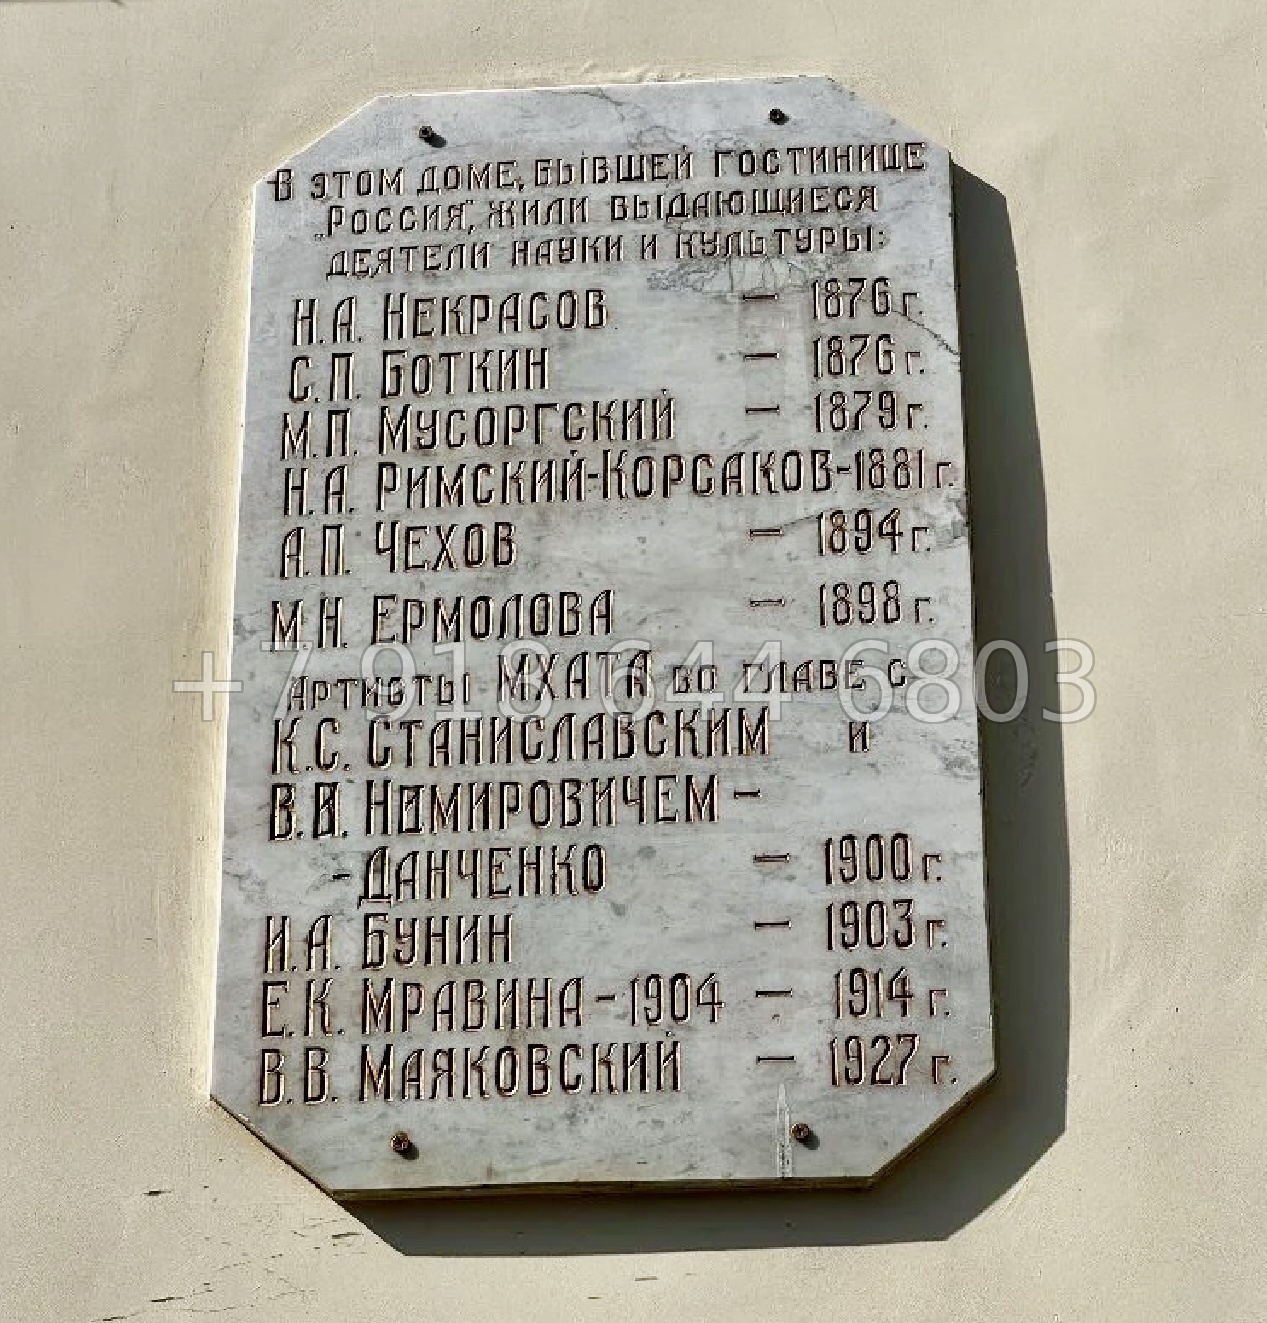 В ЭТОМ ДОМЕ, БЫВШЕЙ ГОСТИНИЦЕ
„РОССИЯ", ЖИЛИ ВЫДАЮЩИЕСЯ
ДЕЯТЕЛИ НАУКИ И КУЛЬТУРЫ:
Н.А. НЕКРАСОВ — 1876 г.
С.П. БОТКИН — 1876 г.
М.П. МУСОРГСКИЙ — 1879 г.
Н.А. РИМСКИЙ-КОРСАКОВ-1881 г.
А.П. ЧЕХОВ — 1894 г.
М.Н. ЕРМОЛОВА — 1898 г.
+7 918 644 6803
АРТИСТЫ МХАТА ВО ГЛАВЕ С
К.С. СТАНИСЛАВСКИМ И
НОМИРОВИЧЕМ -
-ДАНЧЕНКО — 1900 г.
И.А. БУНИН — 1903 г.
Е.К. МРАВИНА - 1904 — 1914 г.
В.В. МАЯКОВСКИЙ — 1927 г.